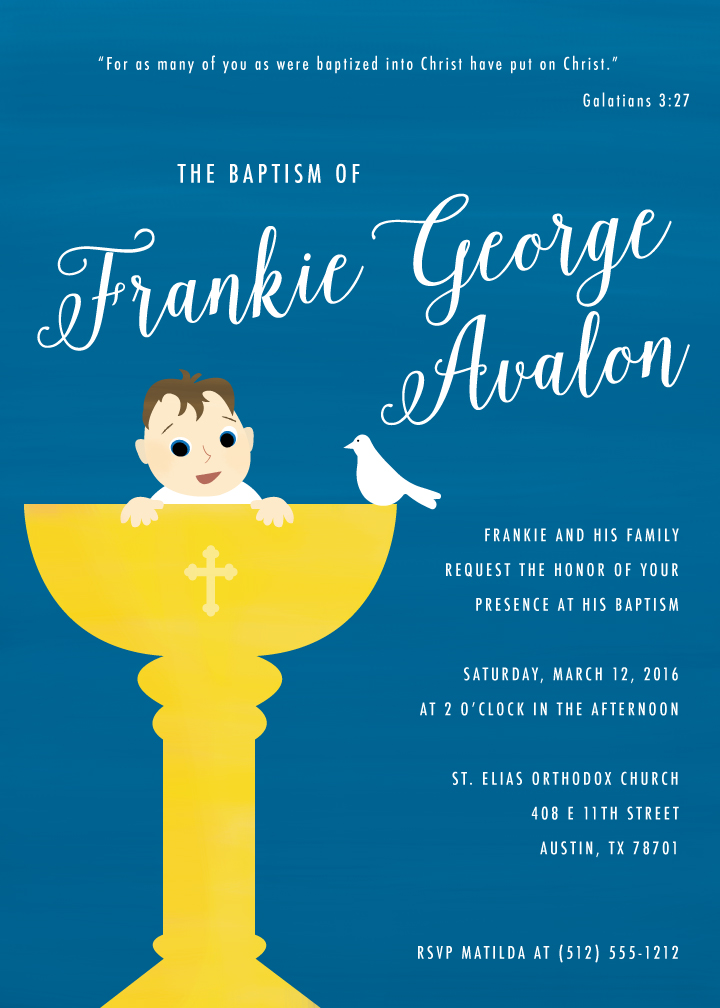 “For as many of you as were baptized into Christ have put on Christ.”
Galatians 3:27
THE BAPTISM OF
Frankie George
Avalon
FRANKIE AND HIS FAMILY
REQUEST THE HONOR OF YOUR
PRESENCE AT HIS BAPTISM
SATURDAY, MARCH 12, 2016
AT 2 O’CLOCK IN THE AFTERNOON
ST. ELIAS ORTHODOX CHURCH
408 E 11TH STREET
AUSTIN, TX 78701
RSVP MATILDA AT (512) 555-1212